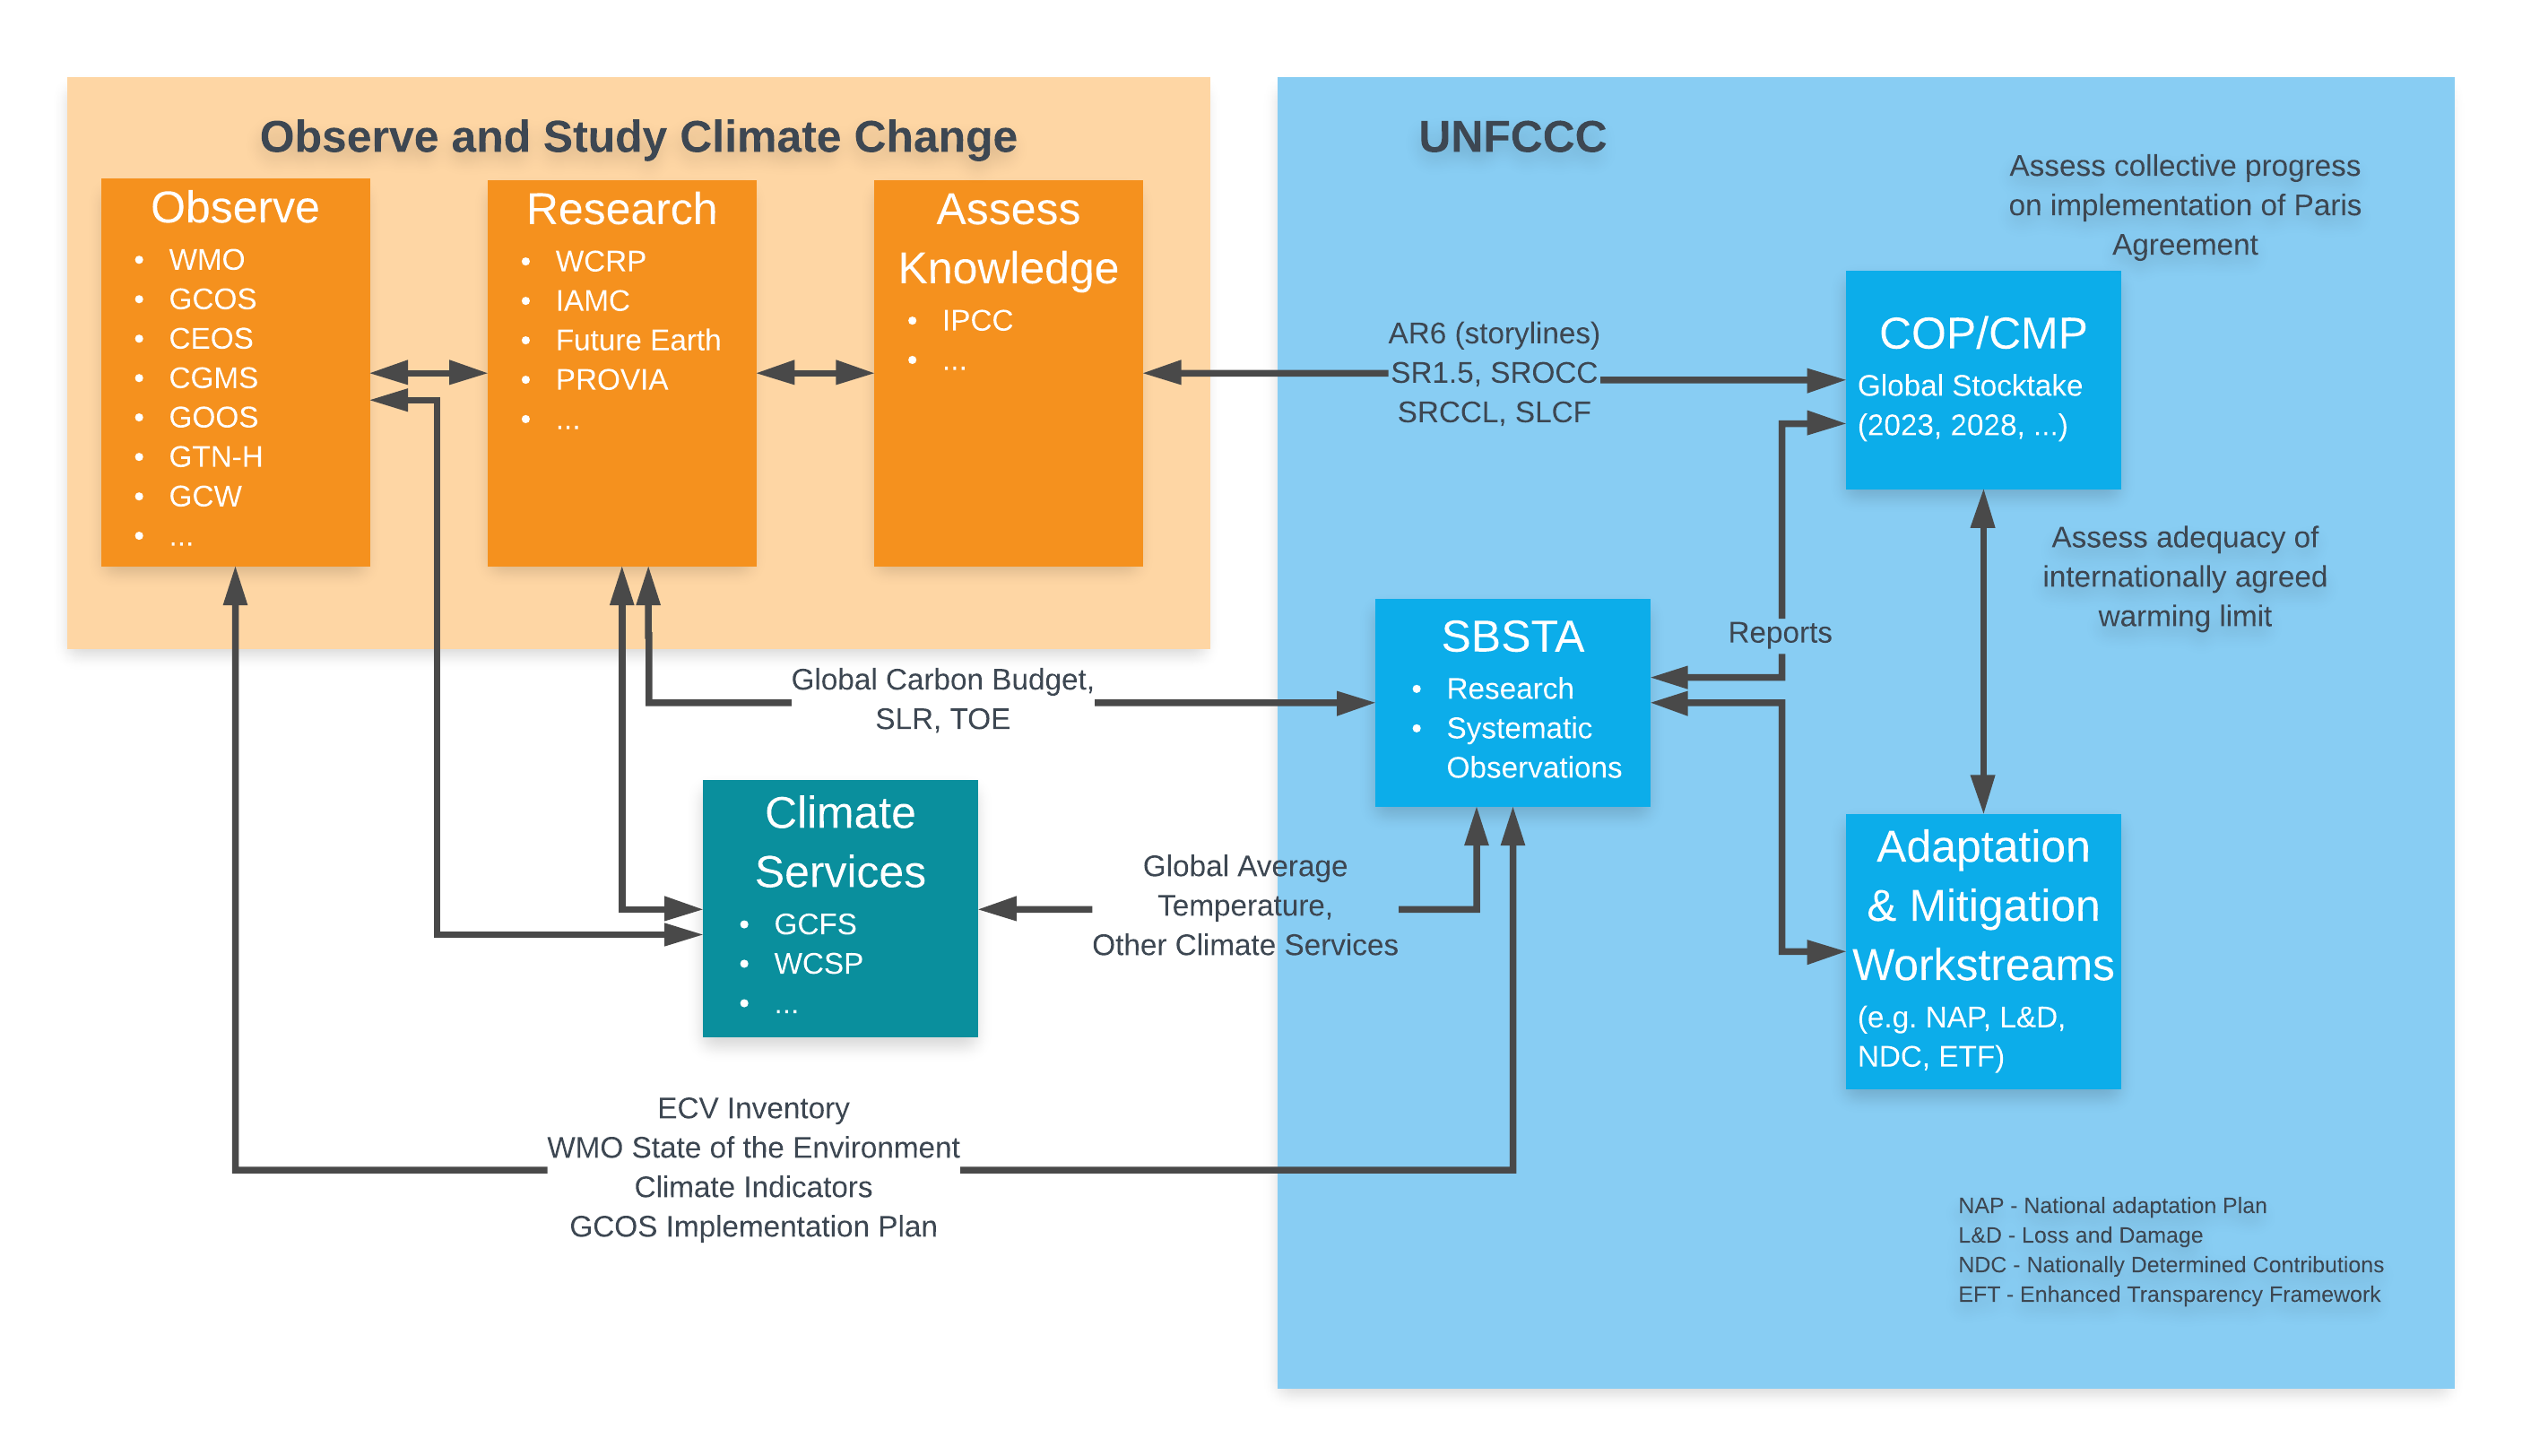 Observe and Study Climate Change
Observe
• WMO
• GCOS
• CEOS
• CGMS
• GOOS
• GTN-H
• GCW
• ...
Research
• WCRP
• IAMC
• Future Earth
• PROVIA
• ...
Assess
Knowledge
• IPCC
• ...
UNFCCC
Assess collective progress
on implementation of Paris
Agreement
AR6 (storylines)
SR1.5, SROCC
SRCCL, SLCF
COP/CMP
Global Stocktake
(2023, 2028, ...)
Assess adequacy of
internationally agreed
warming limit
Reports
SBSTA
• Research
• Systematic
Observations
Global Carbon Budget,
SLR, TOE
Climate
Services
• GCFS
• WCSP
• ...
Global Average
Temperature,
Other Climate Services
Adaptation
& Mitigation
Workstreams
(e.g. NAP, L&D,
NDC, ETF)
ECV Inventory
WMO State of the Environment
Climate Indicators
GCOS Implementation Plan
NAP - National adaptation Plan
L&D - Loss and Damage
NDC - Nationally Determined Contributions
EFT - Enhanced Transparency Framework